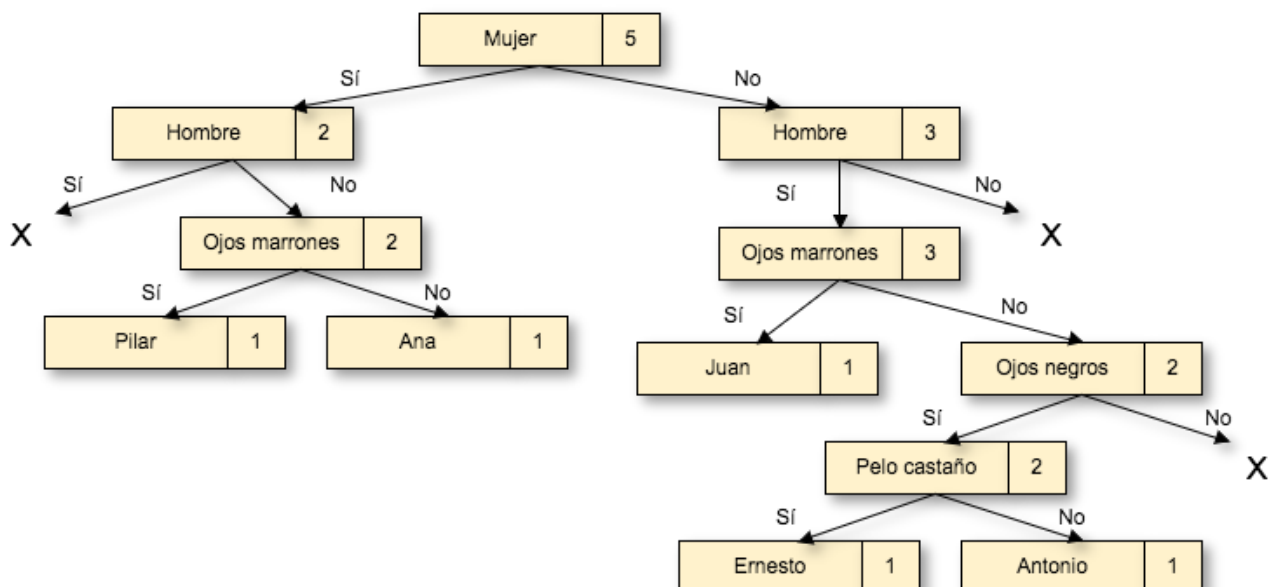 Mujer 5
Sí No
Hombre 2 Hombre 3
Sí No Sí No
X Ojos marrones 2 Ojos marrones 3 X
Sí No Sí No
Pilar 1 Ana 1 Juan 1 Ojos negros 2
Sí No
Pelo castaño 2 X
Sí No
Ernesto 1 Antonio 1